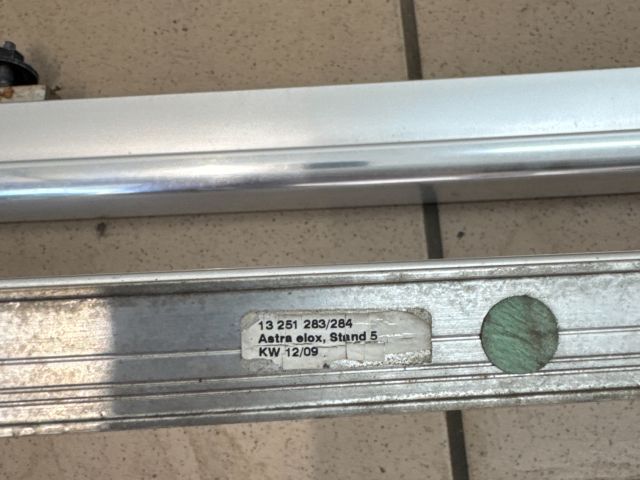 13 251 283/284
Astra elox, Stand 5
KW 12/09